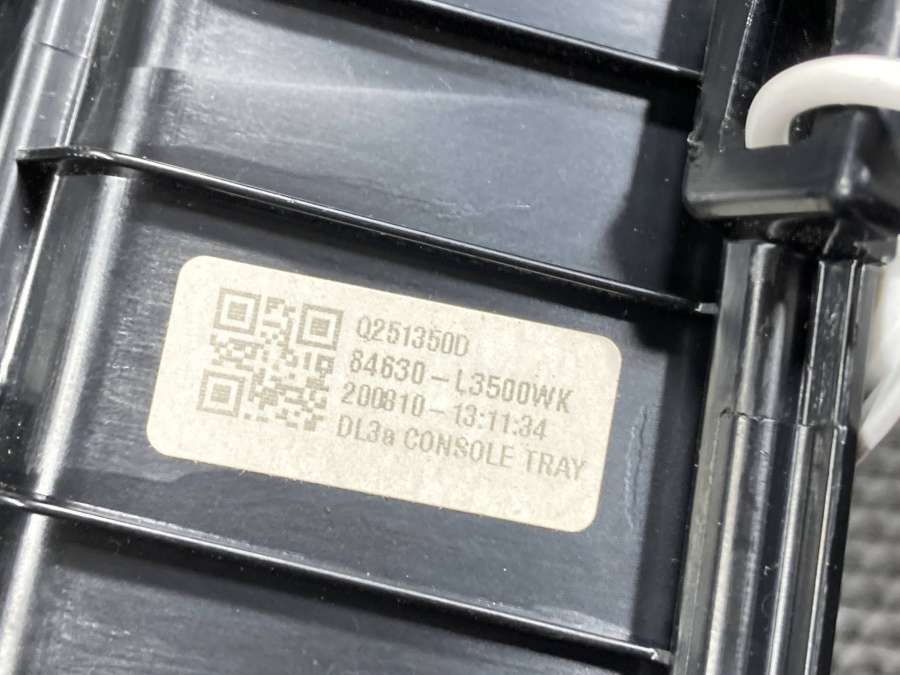 Q251350D
84630-L3500WK
200810-13:11:34
DL3a CONSOLE TRAY